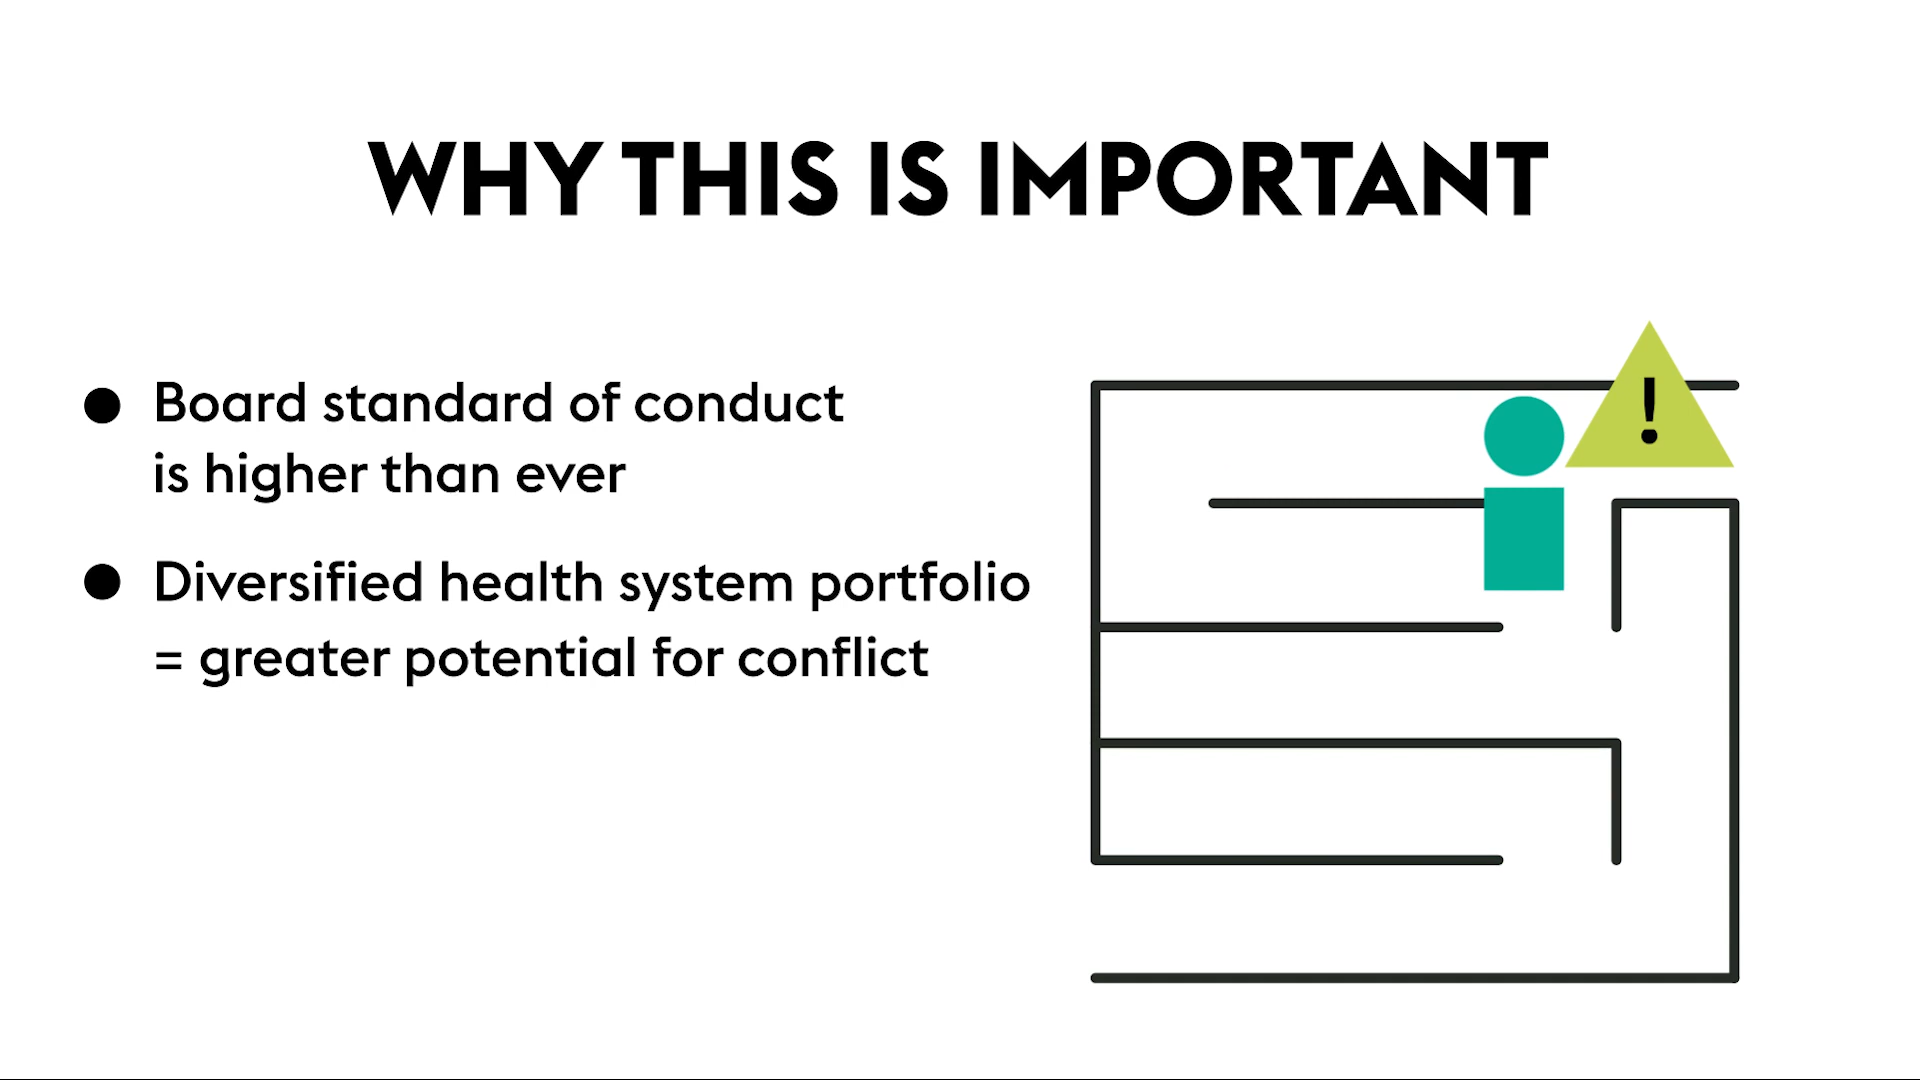 WHY THIS IS IMPORTANT
● Board standard of conduct
is higher than ever
● Diversified health system portfolio
= greater potential for conflict
!